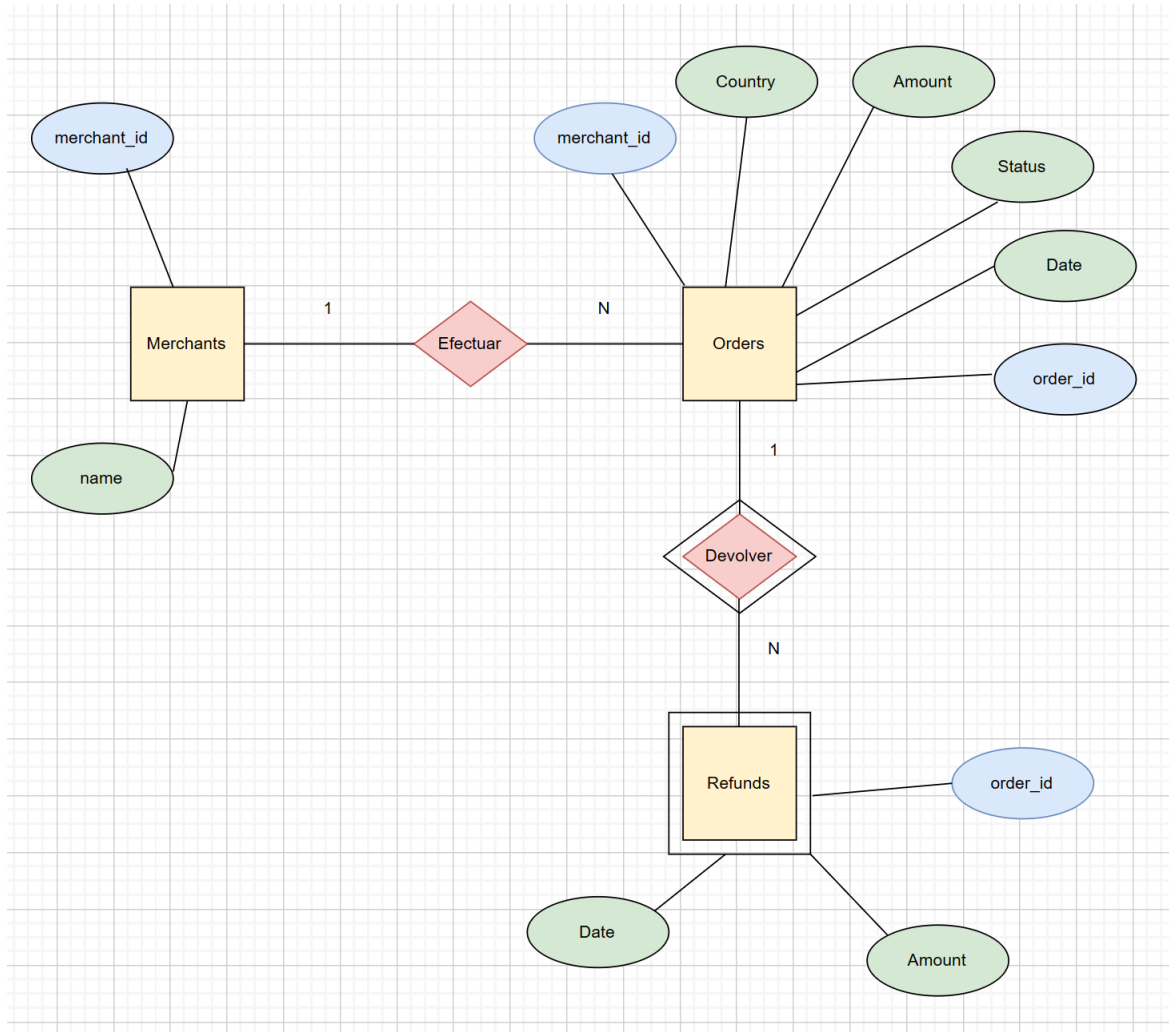 Country
Amount
merchant_id
merchant_id
Status
Date
1
N
Merchants
Efectuar
Orders
order_id
1
name
Devolver
N
Refunds
order_id
Date
Amount